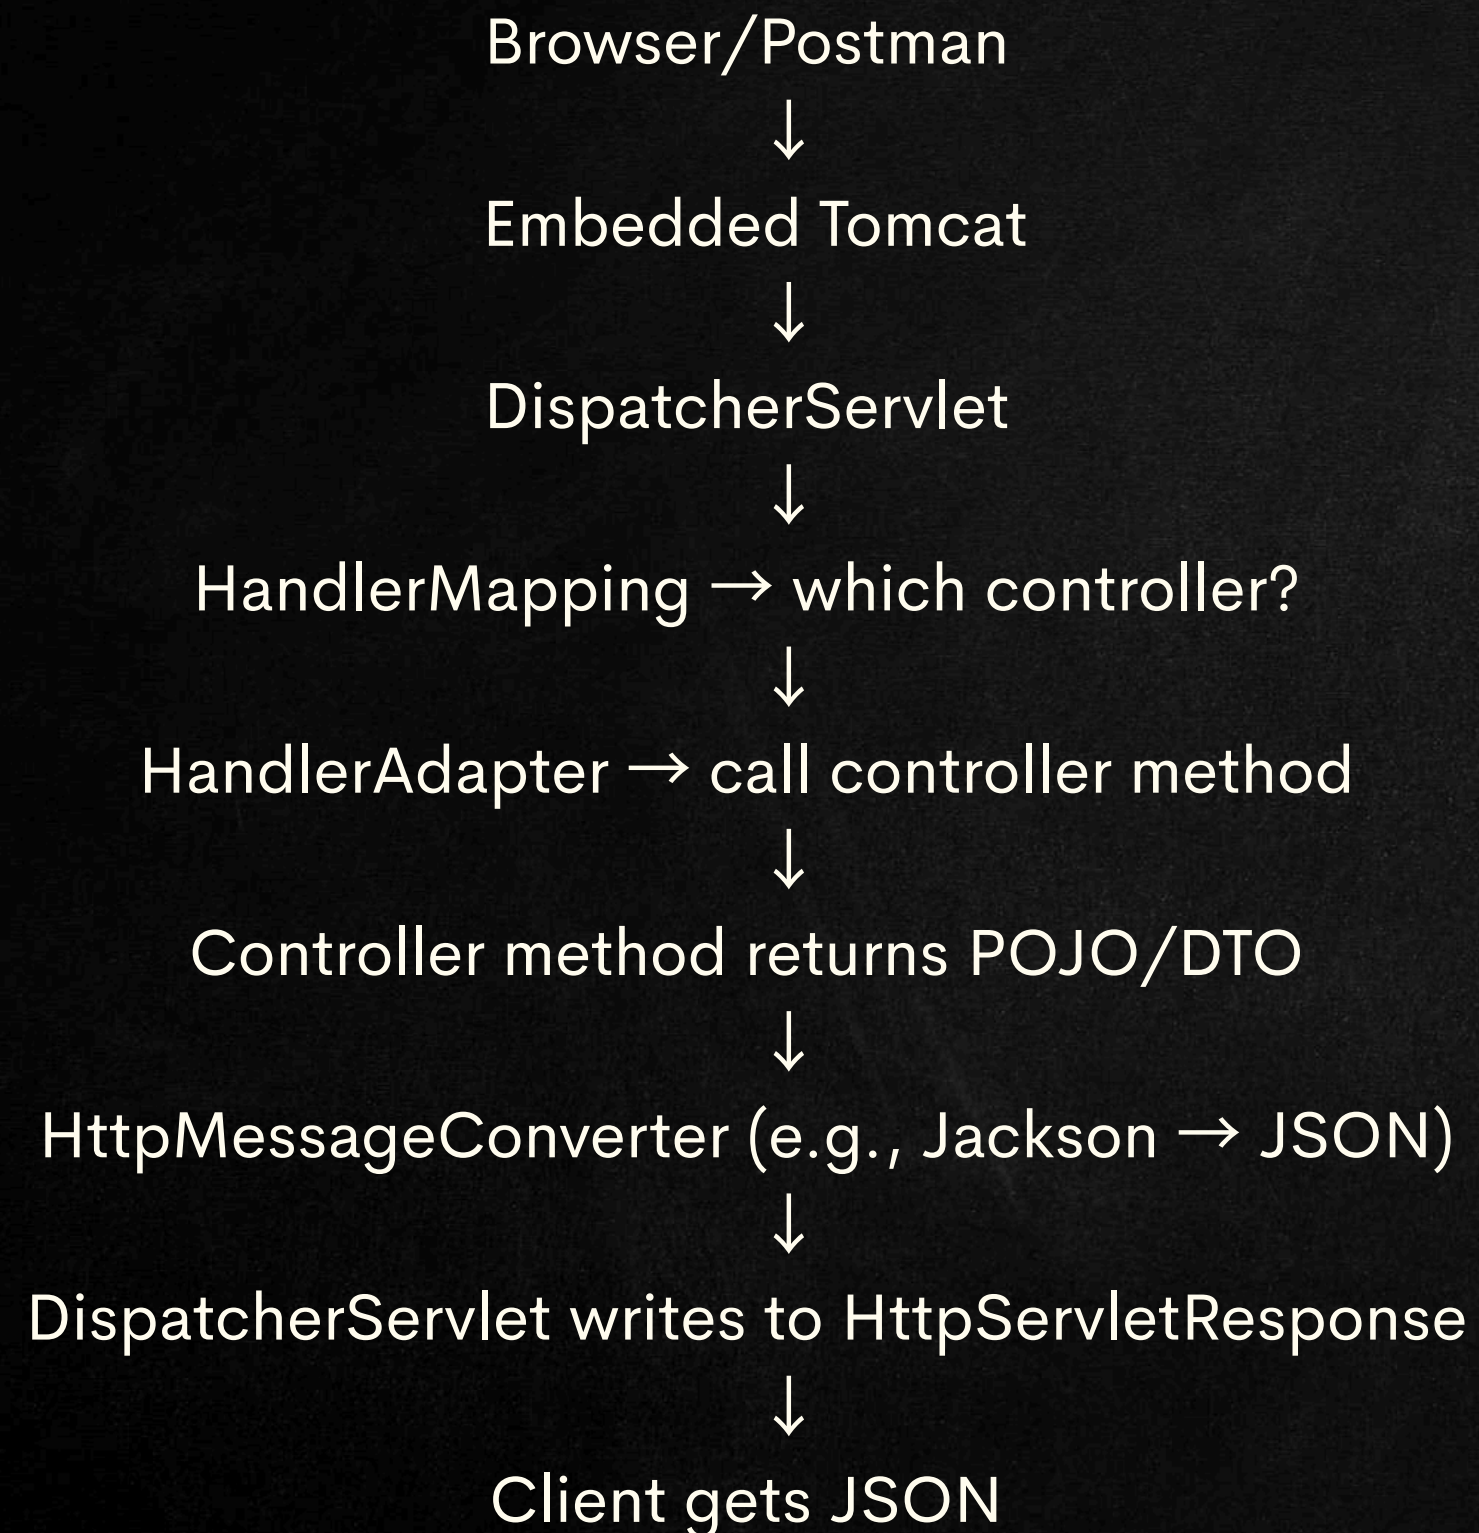 Browser/Postman
↓
Embedded Tomcat
↓
DispatcherServlet
↓
HandlerMapping → which controller?
↓
HandlerAdapter → call controller method
↓
Controller method returns POJO/DTO
↓
HttpMessageConverter (e.g., Jackson → JSON)
↓
DispatcherServlet writes to HttpServletResponse
↓
Client gets JSON